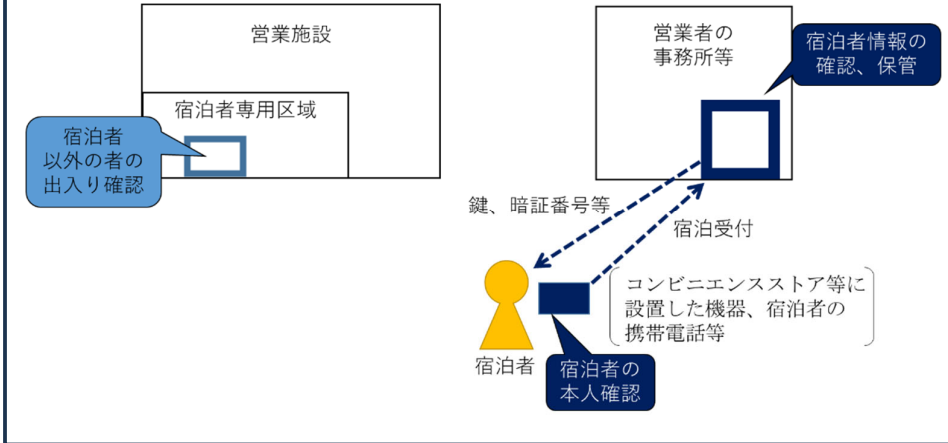 営業施設
宿泊者専用区域
宿泊者
以外の者の
出入り確認
営業者の
事務所等
宿泊者情報の
確認、保管
鍵、暗証番号等
宿泊受付
コンビニエンスストア等に
設置した機器、宿泊者の
携帯電話等
宿泊者
宿泊者の
本人確認